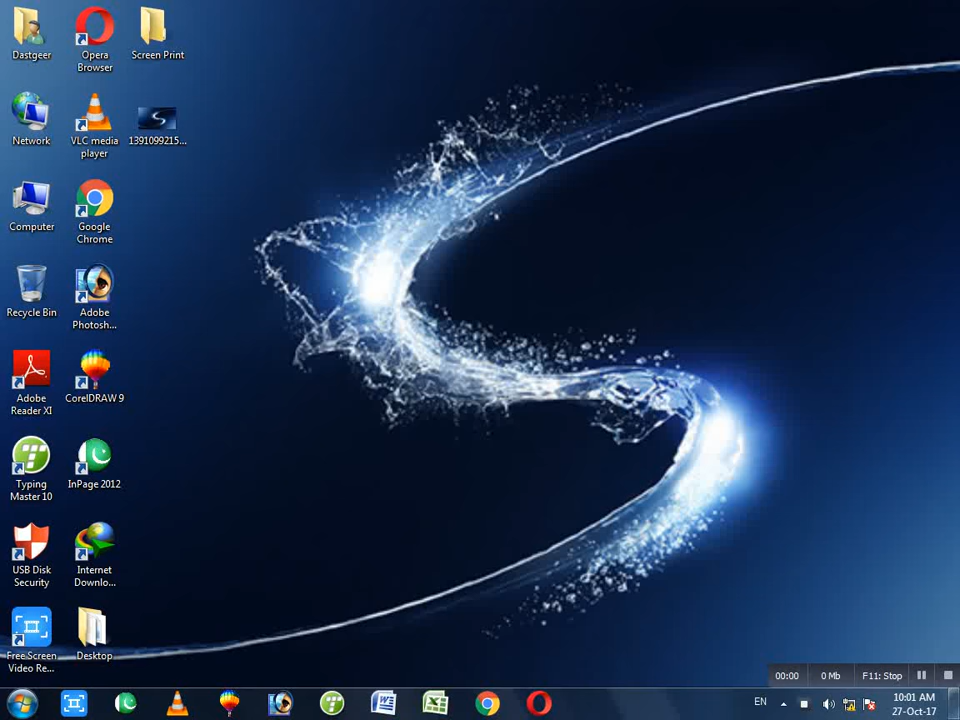 Dastgeer
Opera
Browser
Screen Print
Network
VLC media
player
1391099215...
Computer
Google
Chrome
Recycle Bin
Adobe
Photosh...
Adobe
Reader XI
CorelDRAW 9
Typing
Master 10
InPage 2012
USB Disk
Security
Internet
Downlo...
Free Screen
Video Re...
Desktop
00:00
0 Mb
F11: Stop
EN
10:01 AM
27-Oct-17